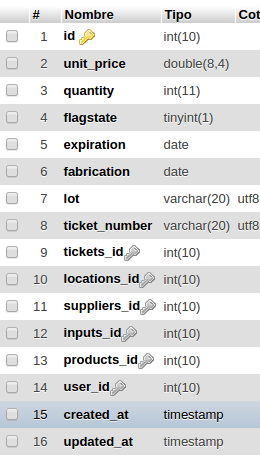 # Nombre Tipo Cot
1 id int(10)
2 unit_price double(8,4)
3 quantity int(11)
4 flagstate tinyint(1)
5 expiration date
6 fabrication date
7 lot varchar(20) utf8
8 ticket_number varchar(20) utf8
9 tickets_id int(10)
10 locations_id int(10)
11 suppliers_id int(10)
12 inputs_id int(10)
13 products_id int(10)
14 user_id int(10)
15 created_at timestamp
16 updated_at timestamp